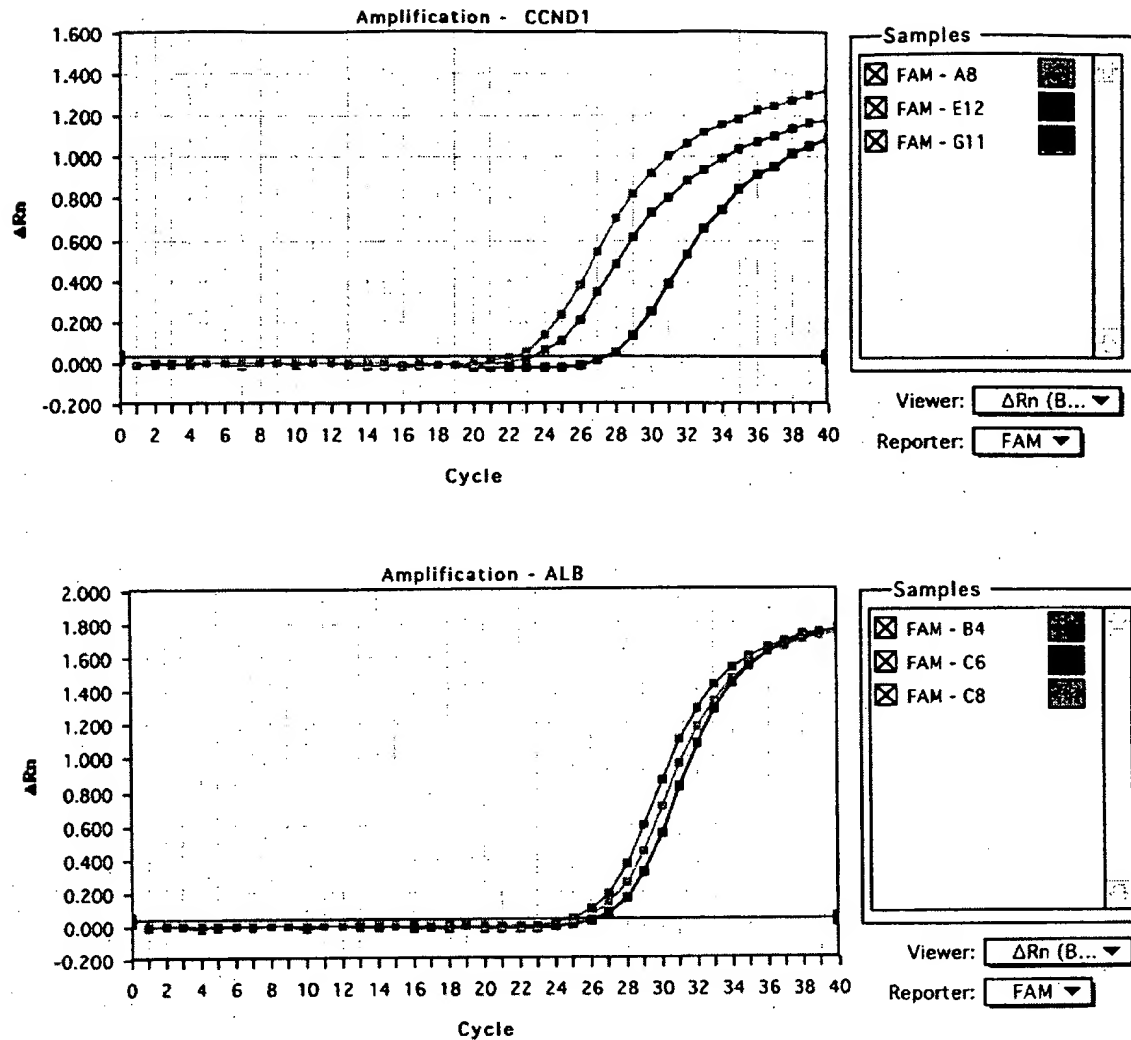 Amplification - CCND1
1.600
1.400
1.200
1.000
0.800
0.600
0.400
0.200
0.000
-0.200
ΔRn
0 2 4 6 8 10 12 14 16 18 20 22 24 26 28 30 32 34 36 38 40
Cycle
Samples
FAM - A8
FAM - E12
FAM - G11
Viewer: ΔRn (B...
Reporter: FAM
Amplification - ALB
2.000
1.800
1.600
1.400
1.200
1.000
0.800
0.600
0.400
0.200
0.000
-0.200
ΔRn
0 2 4 6 8 10 12 14 16 18 20 22 24 26 28 30 32 34 36 38 40
Cycle
Samples
FAM - B4
FAM - C6
FAM - C8
Viewer: ΔRn (B...
Reporter: FAM